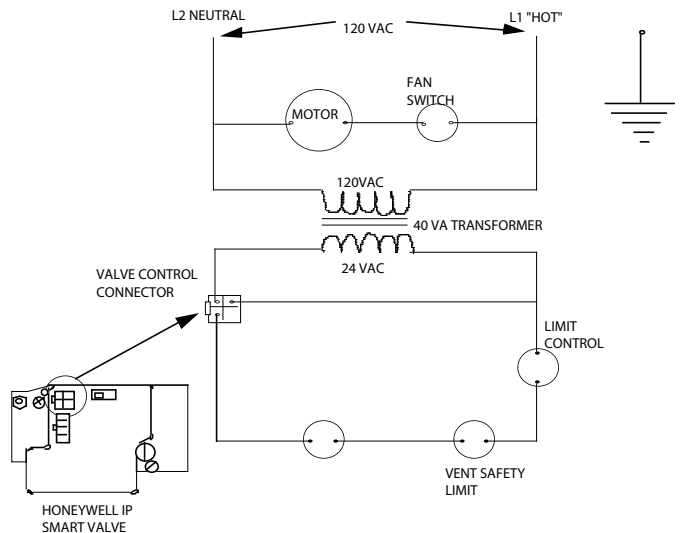 L2 NEUTRAL
120 VAC
L1 "HOT"
FAN
SWITCH
MOTOR
120VAC
40 VA TRANSFORMER
24 VAC
VALVE CONTROL
CONNECTOR
LIMIT
CONTROL
VENT SAFETY
LIMIT
HONEYWELL IP
SMART VALVE